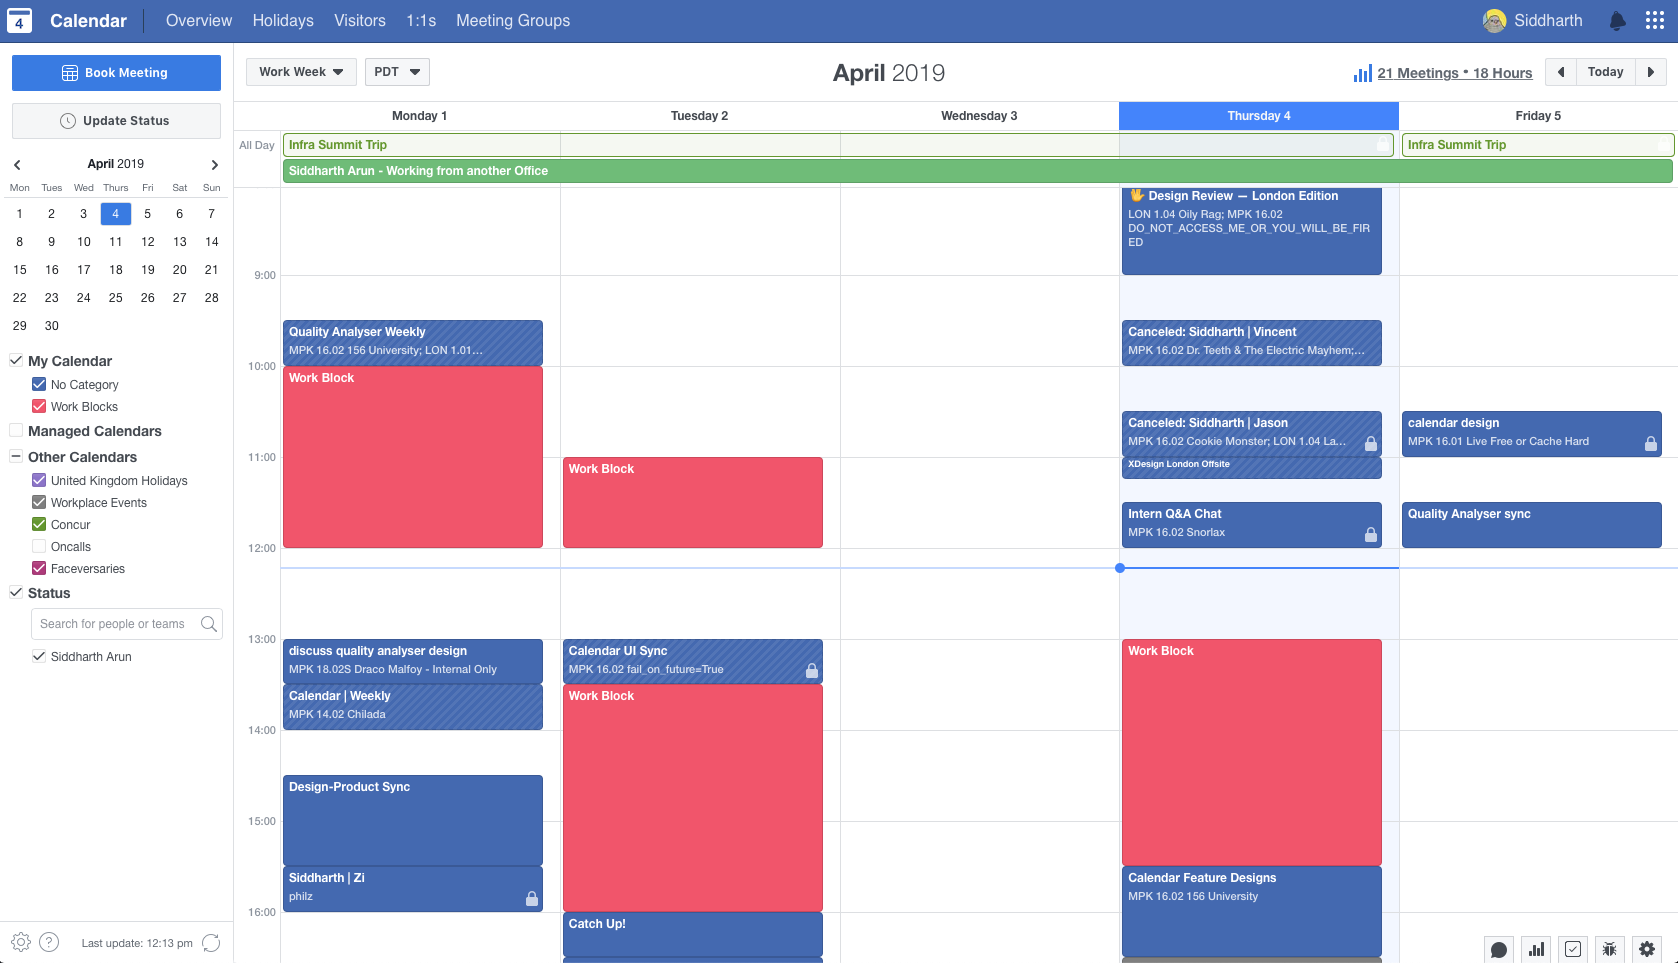 4 Calendar Overview Holidays Visitors 1:1s Meeting Groups Siddharth
Book Meeting
Update Status
April 2019
Mon Tues Wed Thurs Fri Sat Sun
1 2 3 4 5 6 7
8 9 10 11 12 13 14
15 16 17 18 19 20 21
22 23 24 25 26 27 28
29 30
My Calendar
No Category
Work Blocks
Managed Calendars
Other Calendars
United Kingdom Holidays
Workplace Events
Concur
Oncalls
Faceversaries
Status
Search for people or teams
Siddharth Arun
? Last update: 12:13 pm
Work Week PDT April 2019 21 Meetings • 18 Hours Today
Monday 1 Tuesday 2 Wednesday 3 Thursday 4 Friday 5
All Day Infra Summit Trip Infra Summit Trip
Siddharth Arun - Working from another Office
9:00
10:00
11:00
12:00
13:00
14:00
15:00
16:00
Quality Analyser Weekly
MPK 16.02 156 University; LON 1.01...
Work Block
discuss quality analyser design
MPK 18.02S Draco Malfoy - Internal Only
Calendar | Weekly
MPK 14.02 Chilada
Design-Product Sync
Siddharth | Zi
philz
Work Block
Calendar UI Sync
MPK 16.02 fail_on_future=True
Work Block
Catch Up!
Design Review — London Edition
LON 1.04 Oily Rag; MPK 16.02
DO_NOT_ACCESS_ME_OR_YOU_WILL_BE_FIR
ED
Canceled: Siddharth | Vincent
MPK 16.02 Dr. Teeth & The Electric Mayhem;...
Canceled: Siddharth | Jason
MPK 16.02 Cookie Monster; LON 1.04 La...
XDesign London Offsite
Intern Q&A Chat
MPK 16.02 Snorlax
Work Block
Calendar Feature Designs
MPK 16.02 156 University
calendar design
MPK 16.01 Live Free or Cache Hard
Quality Analyser sync